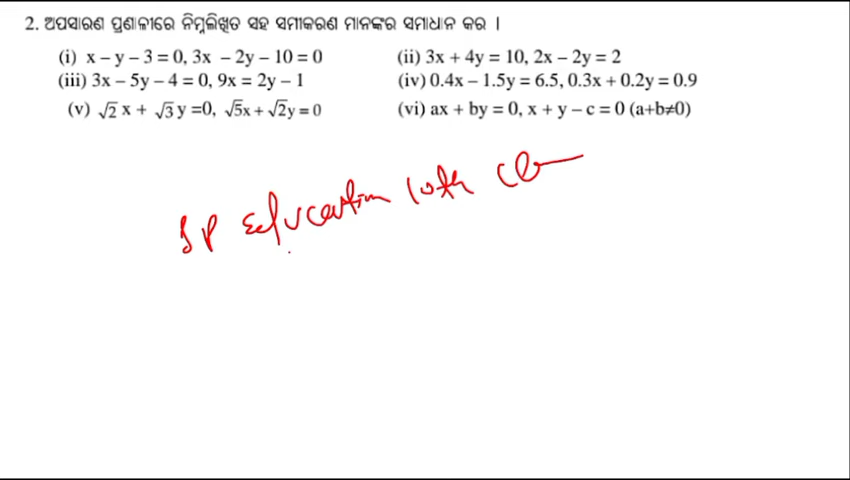 2. ଅପସାରଣ ପ୍ରଣାଳୀରେ ନିମ୍ନଲିଖିତ ସହ ସମୀକରଣ ମାନଙ୍କର ସମାଧାନ କର ।
(i) x – y – 3 = 0, 3x – 2y – 10 = 0 (ii) 3x + 4y = 10, 2x – 2y = 2
(iii) 3x – 5y – 4 = 0, 9x = 2y – 1 (iv) 0.4x – 1.5y = 6.5, 0.3x + 0.2y = 0.9
(v) √2 x + √3 y =0, √5x + √2y = 0 (vi) ax + by = 0, x + y – c = 0 (a+b≠0)
SP Education 10th